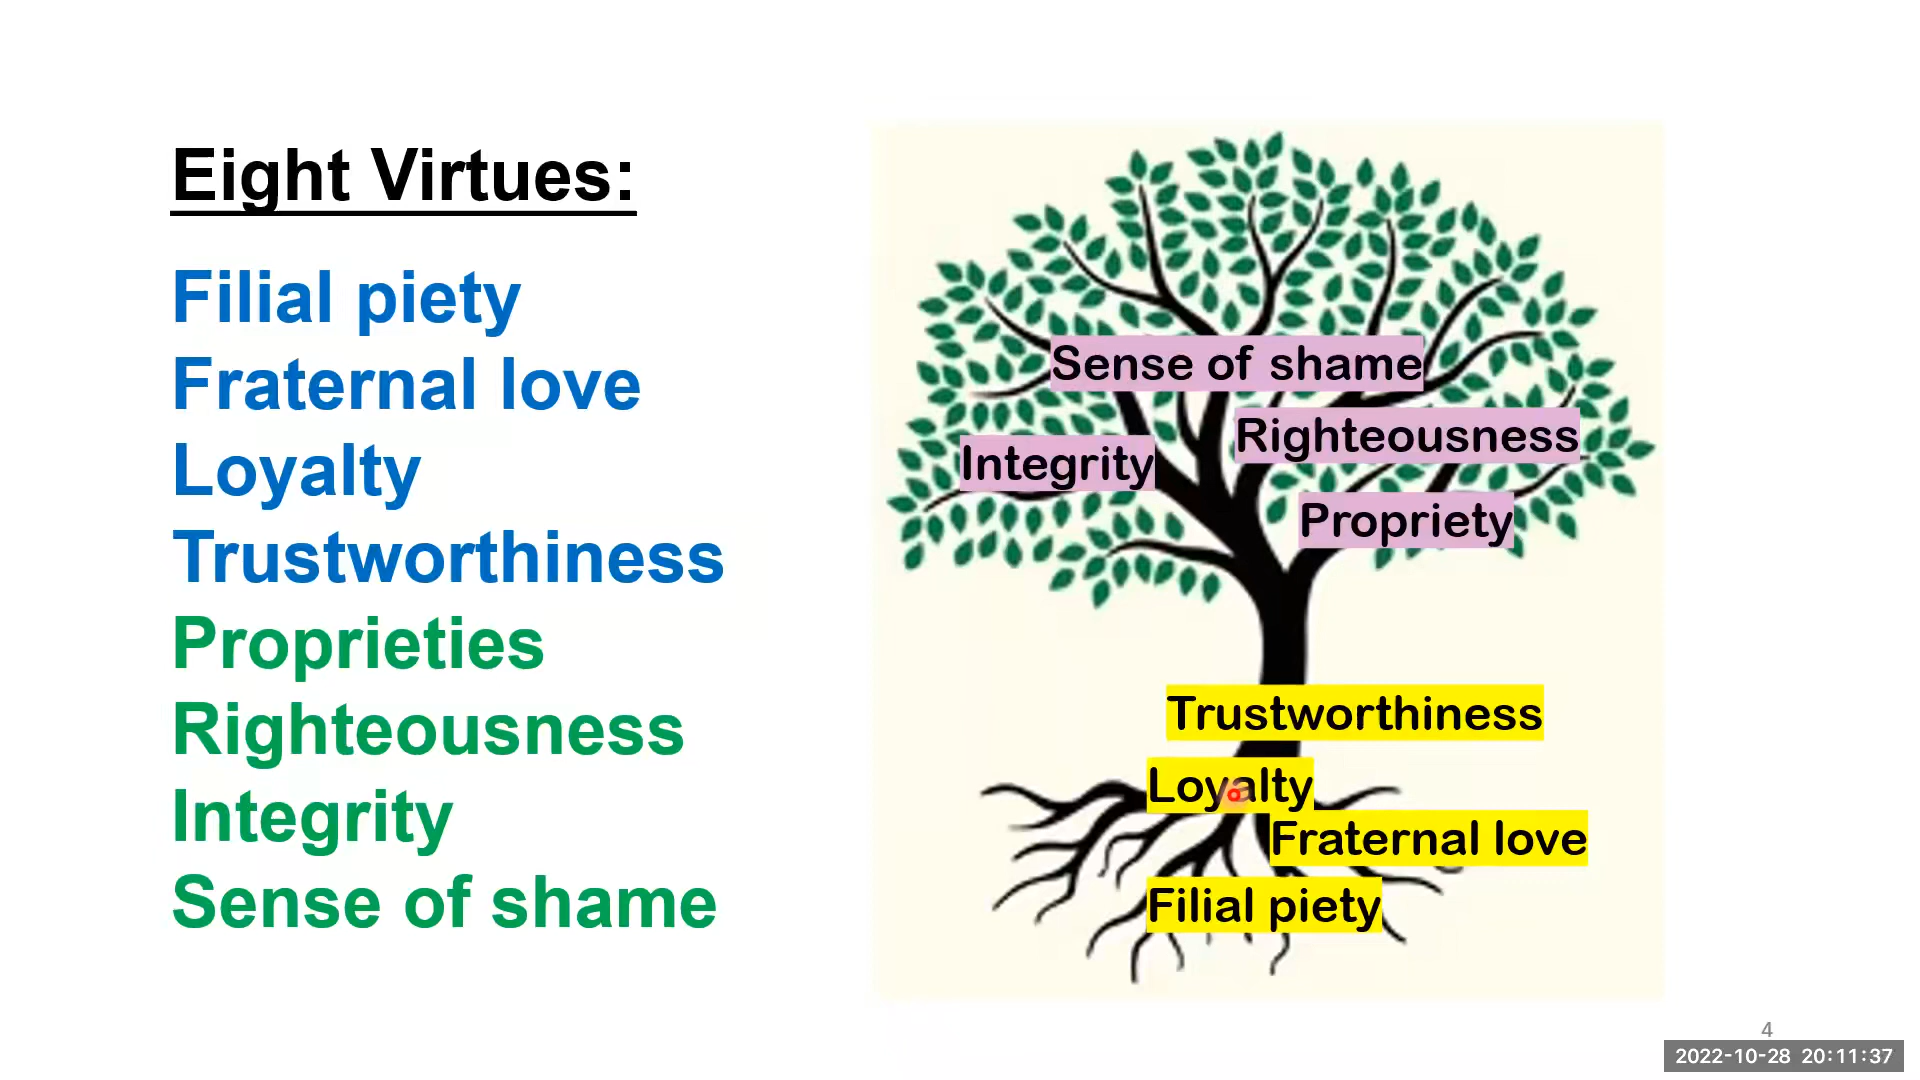 Eight Virtues:
Filial piety
Fraternal love
Loyalty
Trustworthiness
Proprieties
Righteousness
Integrity
Sense of shame
Sense of shame
Righteousness
Integrity
Propriety
Trustworthiness
Loyalty
Fraternal love
Filial piety
4
2022-10-28 20:11:37